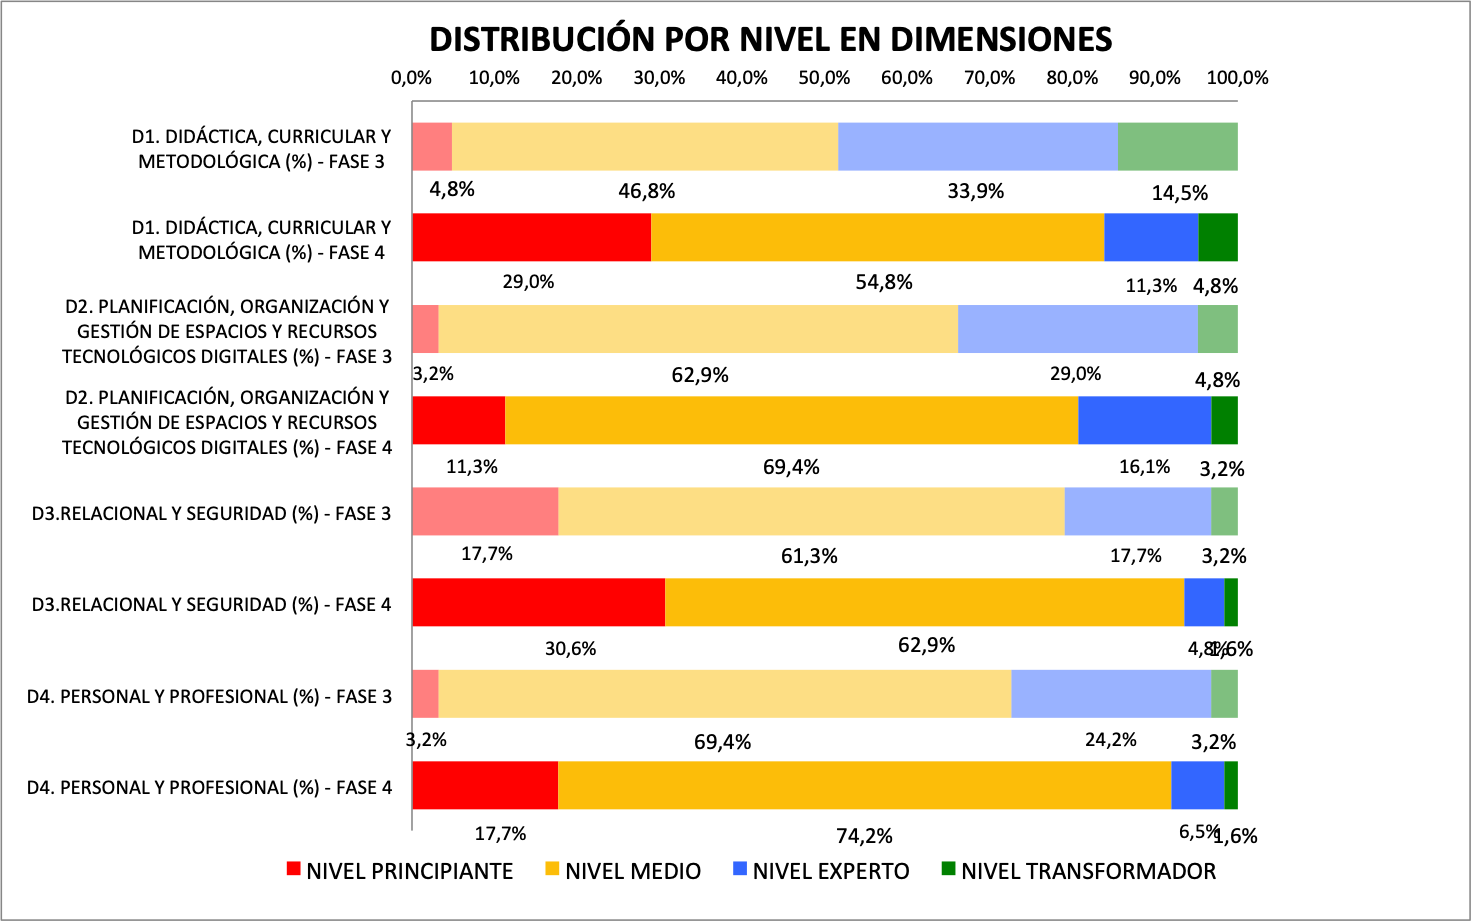 DISTRIBUCIÓN POR NIVEL EN DIMENSIONES
0,0% 10,0% 20,0% 30,0% 40,0% 50,0% 60,0% 70,0% 80,0% 90,0% 100,0%
D1. DIDÁCTICA, CURRICULAR Y
METODOLÓGICA (%) - FASE 3
4,8% 46,8% 33,9% 14,5%
D1. DIDÁCTICA, CURRICULAR Y
METODOLÓGICA (%) - FASE 4
29,0% 54,8% 11,3% 4,8%
D2. PLANIFICACIÓN, ORGANIZACIÓN Y
GESTIÓN DE ESPACIOS Y RECURSOS
TECNOLÓGICOS DIGITALES (%) - FASE 3
3,2% 62,9% 29,0% 4,8%
D2. PLANIFICACIÓN, ORGANIZACIÓN Y
GESTIÓN DE ESPACIOS Y RECURSOS
TECNOLÓGICOS DIGITALES (%) - FASE 4
11,3% 69,4% 16,1% 3,2%
D3.RELACIONAL Y SEGURIDAD (%) - FASE 3
17,7% 61,3% 17,7% 3,2%
D3.RELACIONAL Y SEGURIDAD (%) - FASE 4
30,6% 62,9% 4,8% 1,6%
D4. PERSONAL Y PROFESIONAL (%) - FASE 3
3,2% 69,4% 24,2% 3,2%
D4. PERSONAL Y PROFESIONAL (%) - FASE 4
17,7% 74,2% 6,5% 1,6%
NIVEL PRINCIPIANTE NIVEL MEDIO NIVEL EXPERTO NIVEL TRANSFORMADOR